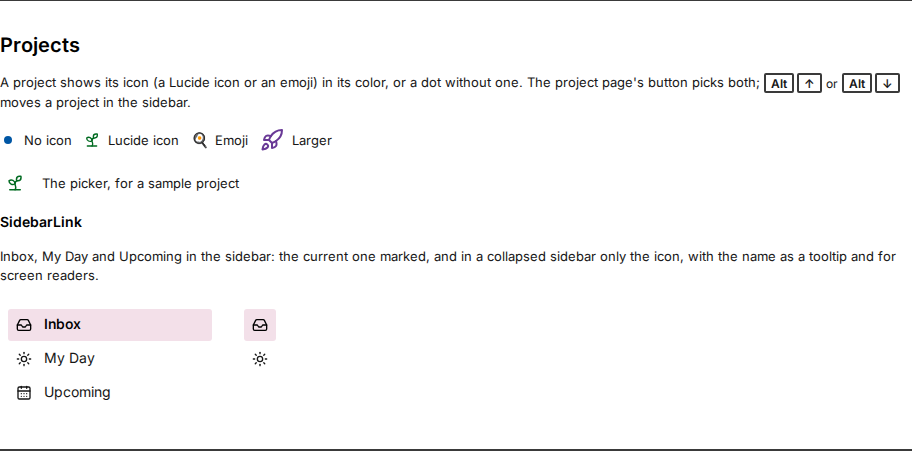 Projects
A project shows its icon (a Lucide icon or an emoji) in its color, or a dot without one. The project page's button picks both; Alt ↑ or Alt ↓
moves a project in the sidebar.
No icon Lucide icon Emoji Larger
The picker, for a sample project
SidebarLink
Inbox, My Day and Upcoming in the sidebar: the current one marked, and in a collapsed sidebar only the icon, with the name as a tooltip and for
screen readers.
Inbox
My Day
Upcoming